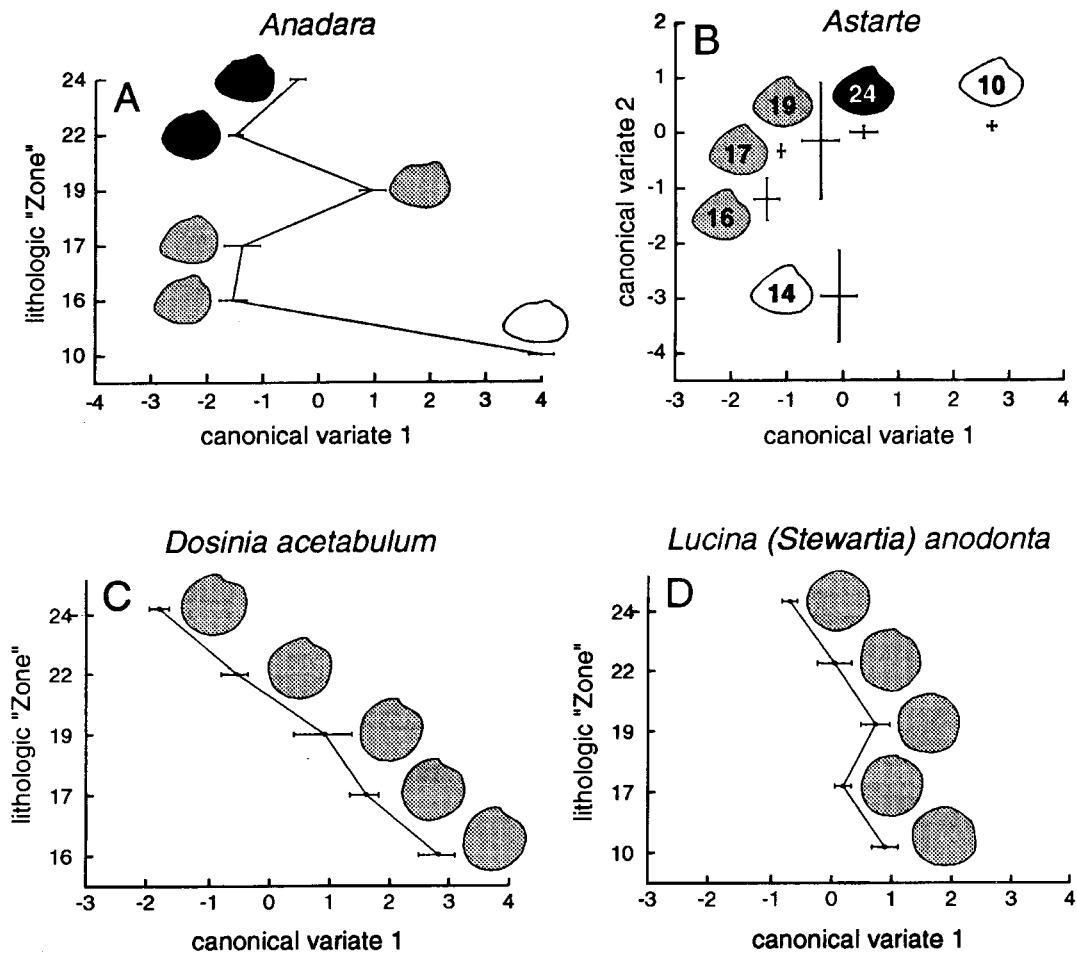 Anadara
A
24
22
19
17
16
10
lithologic "Zone"
-4 -3 -2 -1 0 1 2 3 4
canonical variate 1
Astarte
B
2
1
0
-1
-2
-3
-4
canonical variate 2
19
24
10
17
16
14
-3 -2 -1 0 1 2 3 4
canonical variate 1
Dosinia acetabulum
C
24
22
19
17
16
lithologic "Zone"
-3 -2 -1 0 1 2 3 4
canonical variate 1
Lucina (Stewartia) anodonta
D
24
22
19
17
10
lithologic "Zone"
-3 -2 -1 0 1 2 3 4
canonical variate 1